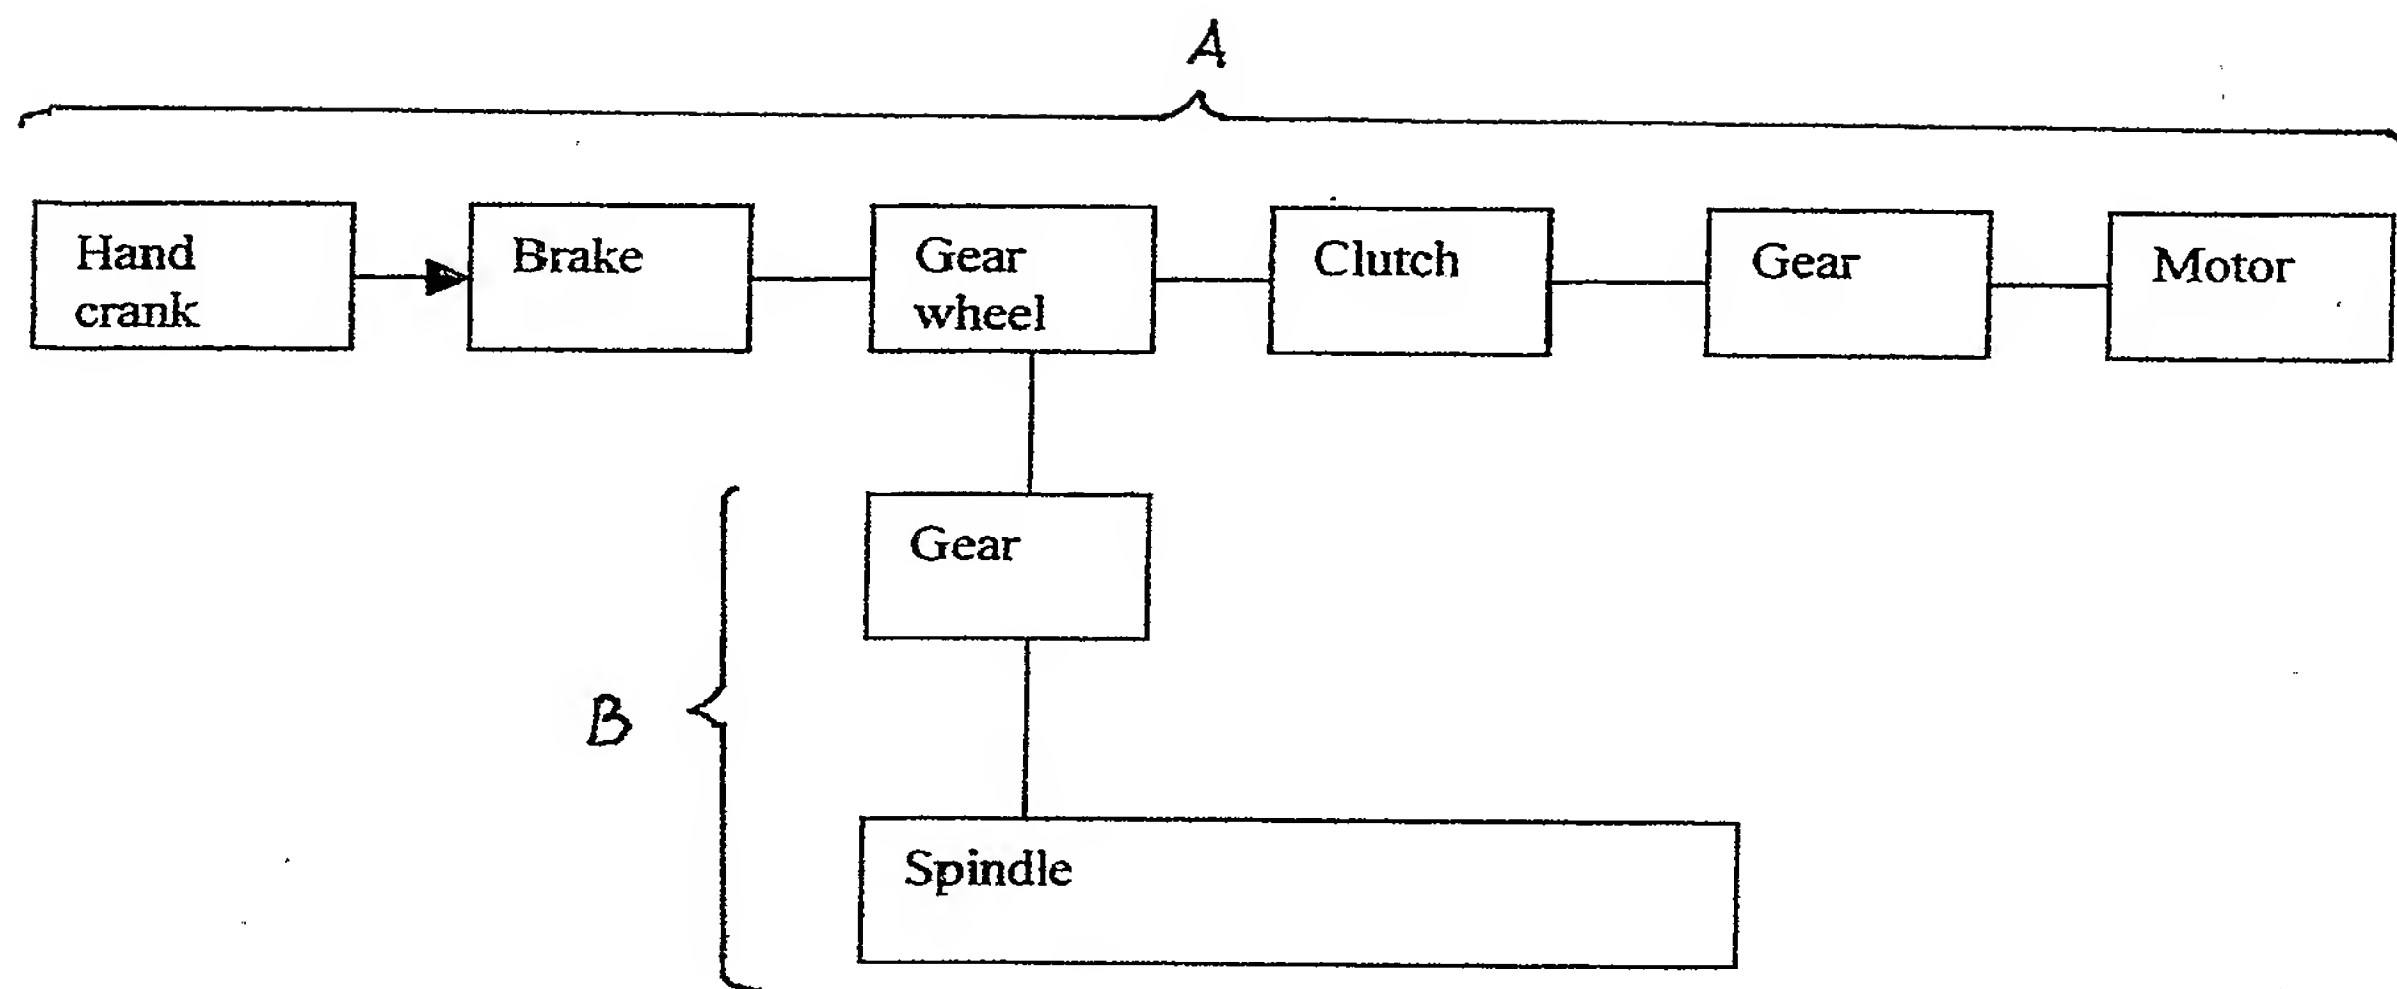 A
Hand
crank
Brake
Gear
wheel
Clutch
Gear
Motor
Gear
B
Spindle